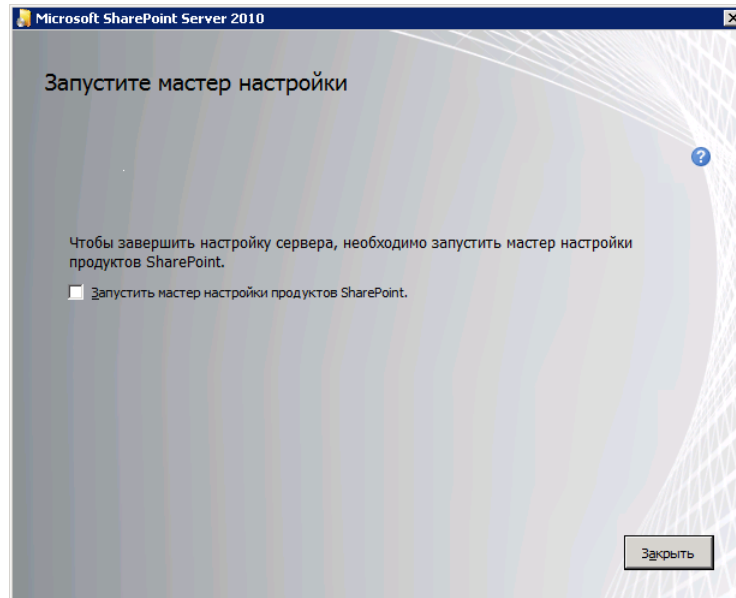 Microsoft SharePoint Server 2010
Запустите мастер настройки
Чтобы завершить настройку сервера, необходимо запустить мастер настройки
продуктов SharePoint.
Запустить мастер настройки продуктов SharePoint.
Закрыть